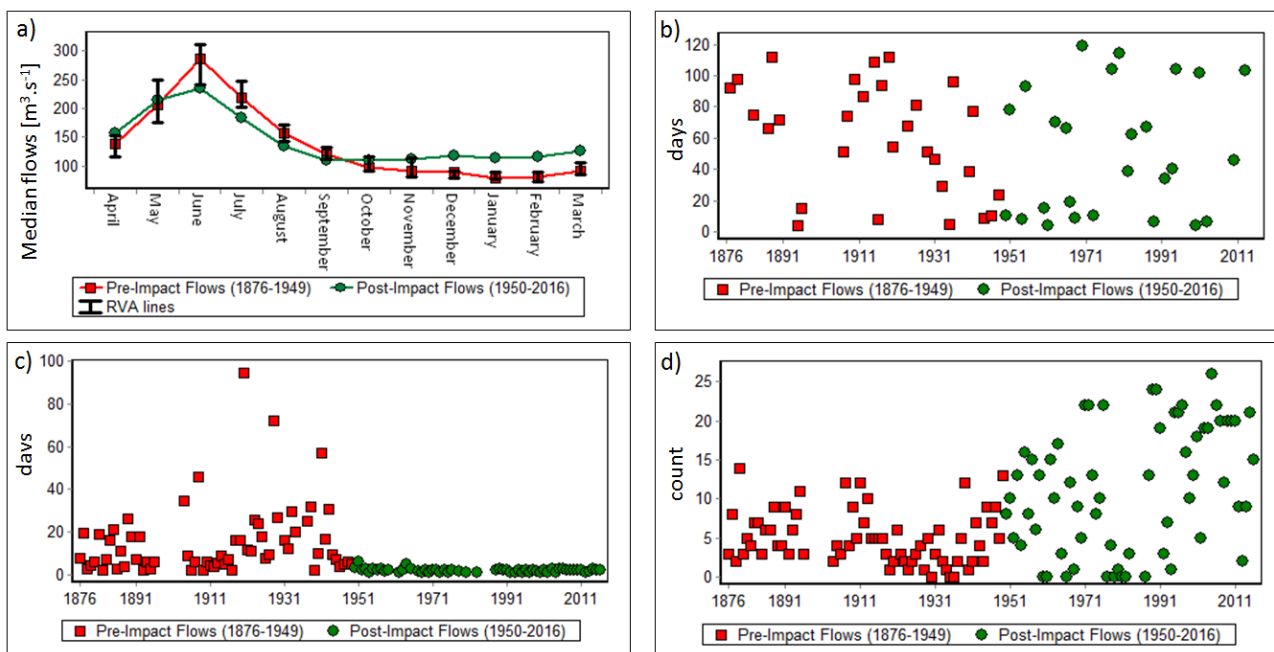 a)
Median flows [m³.s⁻¹]
300
250
200
150
100
April
May
June
July
August
September
October
November
December
January
February
March
Pre-Impact Flows (1876-1949)
Post-Impact Flows (1950-2016)
RVA lines
b)
days
120
100
80
60
40
20
0
1876 1891 1911 1931 1951 1971 1991 2011
Pre-Impact Flows (1876-1949) Post-Impact Flows (1950-2016)
c)
days
100
80
60
40
20
0
1876 1891 1911 1931 1951 1971 1991 2011
Pre-Impact Flows (1876-1949) Post-Impact Flows (1950-2016)
d)
count
25
20
15
10
5
0
1876 1891 1911 1931 1951 1971 1991 2011
Pre-Impact Flows (1876-1949) Post-Impact Flows (1950-2016)